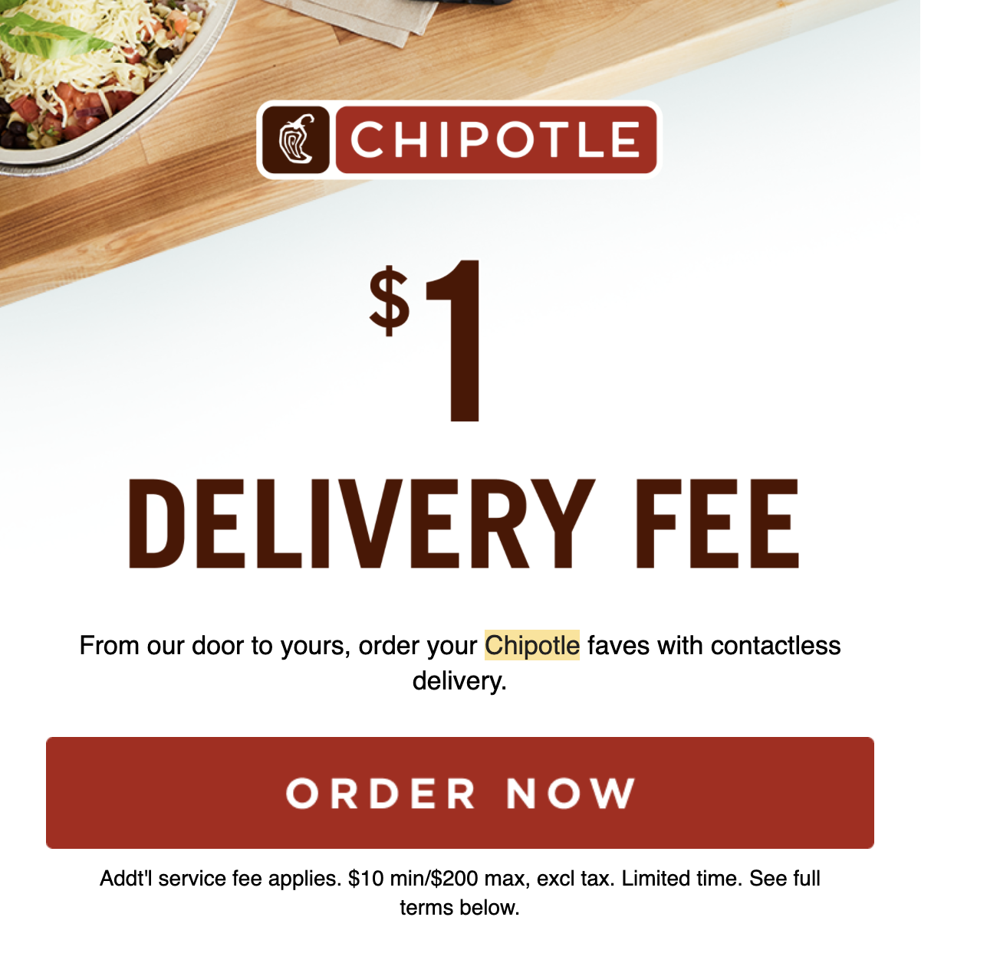 CHIPOTLE
$1
DELIVERY FEE
From our door to yours, order your Chipotle faves with contactless
delivery.
ORDER NOW
Addt'l service fee applies. $10 min/$200 max, excl tax. Limited time. See full
terms below.